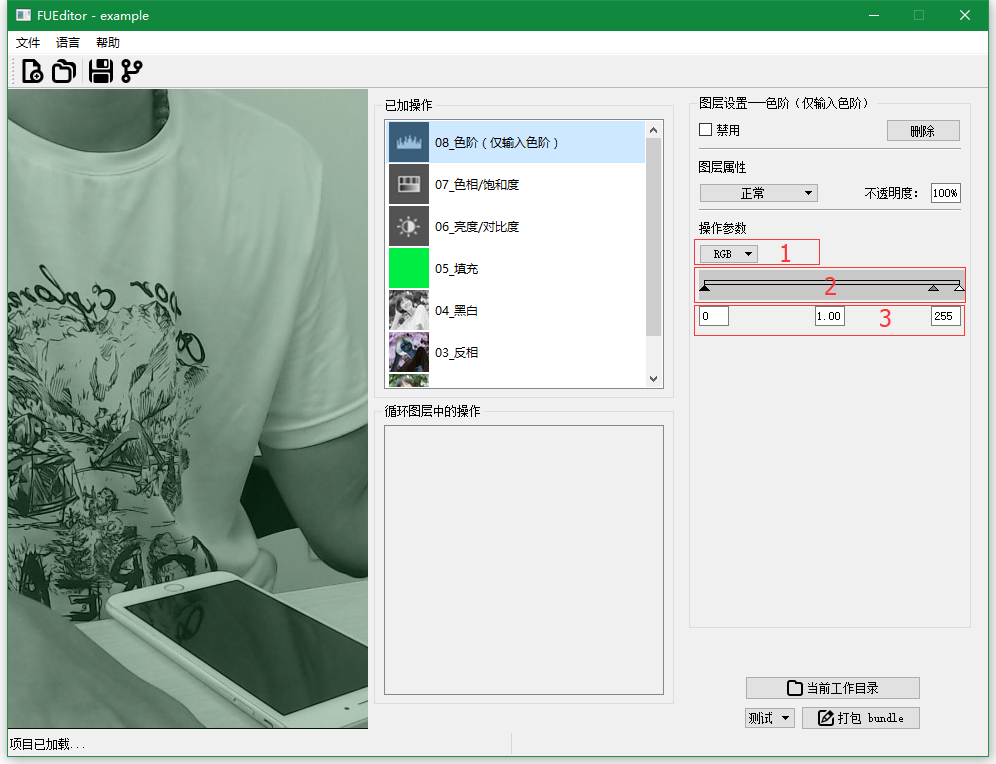 FUEditor - example
文件 语言 帮助
已加操作
08_色阶（仅输入色阶）
07_色相/饱和度
06_亮度/对比度
05_填充
04_黑白
03_反相
循环图层中的操作
图层设置——色阶（仅输入色阶）
禁用 删除
图层属性
正常 不透明度： 100%
操作参数
RGB 1
2
0 1.00 3 255
当前工作目录
测试 打包 bundle
项目已加载...